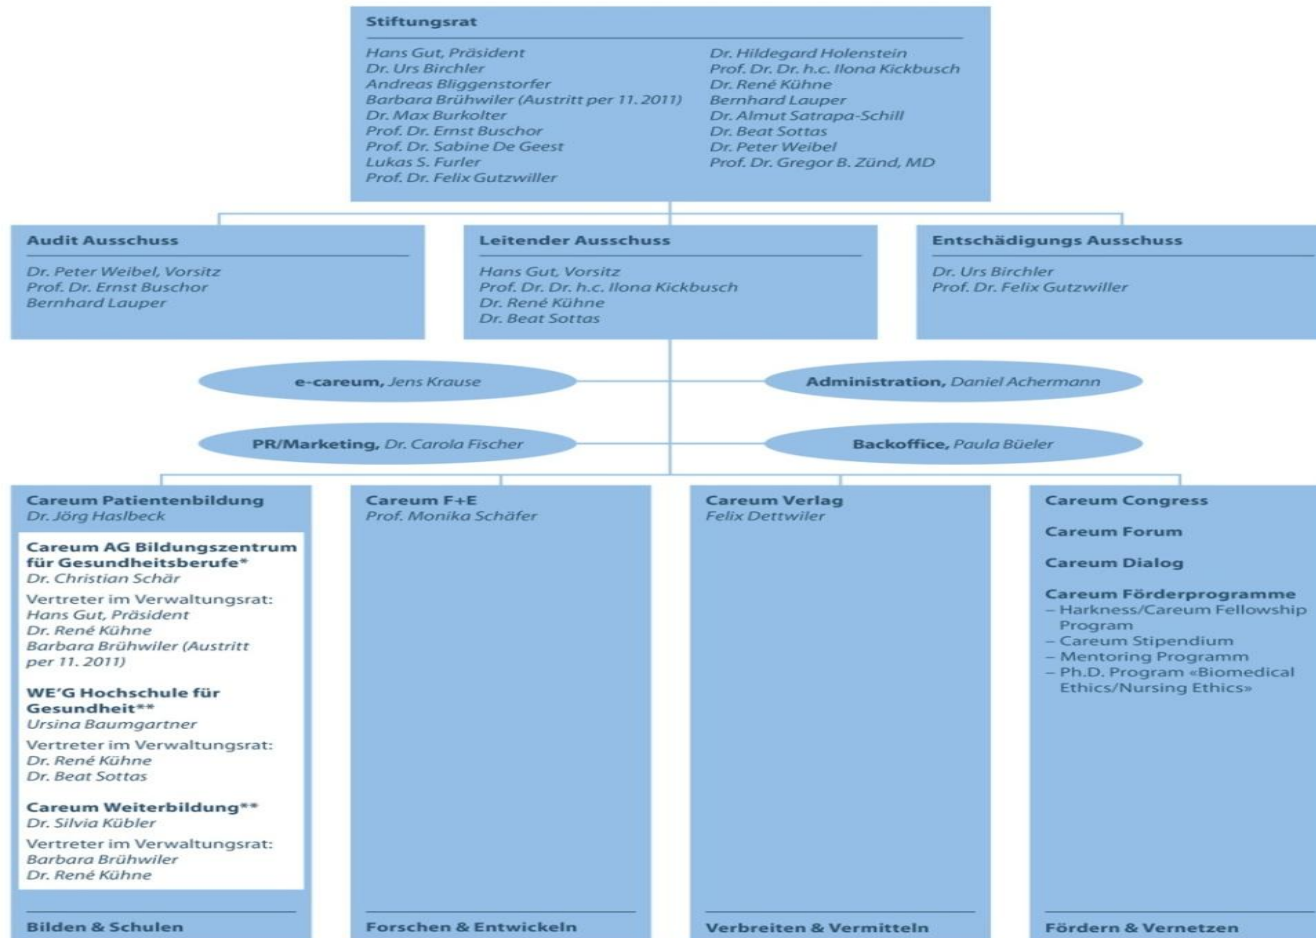 Stiftungsrat
Hans Gut, Präsident
Dr. Urs Birchler
Andreas Bliggenstorfer
Barbara Brühwiler (Austritt per 11. 2011)
Dr. Max Burkolter
Prof. Dr. Ernst Buschor
Prof. Dr. Sabine De Geest
Lukas S. Furler
Prof. Dr. Felix Gutzwiller
Dr. Hildegard Holenstein
Prof. Dr. Dr. h.c. Ilona Kickbusch
Dr. René Kühne
Bernhard Lauper
Dr. Almut Satrapa-Schill
Dr. Beat Sottas
Dr. Peter Weibel
Prof. Dr. Gregor B. Zünd, MD
Audit Ausschuss
Dr. Peter Weibel, Vorsitz
Prof. Dr. Ernst Buschor
Bernhard Lauper
Leitender Ausschuss
Hans Gut, Vorsitz
Prof. Dr. Dr. h.c. Ilona Kickbusch
Dr. René Kühne
Dr. Beat Sottas
Entschädigungs Ausschuss
Dr. Urs Birchler
Prof. Dr. Felix Gutzwiller
e-careum, Jens Krause
Administration, Daniel Achermann
PR/Marketing, Dr. Carola Fischer
Backoffice, Paula Büeler
Careum Patientenbildung
Dr. Jörg Haslbeck
Careum AG Bildungszentrum
für Gesundheitsberufe*
Dr. Christian Schär
Vertreter im Verwaltungsrat:
Hans Gut, Präsident
Dr. René Kühne
Barbara Brühwiler (Austritt
per 11. 2011)
WE'G Hochschule für
Gesundheit**
Ursina Baumgartner
Vertreter im Verwaltungsrat:
Dr. René Kühne
Dr. Beat Sottas
Careum Weiterbildung**
Dr. Silvia Kübler
Vertreter im Verwaltungsrat:
Barbara Brühwiler
Dr. René Kühne
Bilden & Schulen
Careum F+E
Prof. Monika Schäfer
Forschen & Entwickeln
Careum Verlag
Felix Dettwiler
Verbreiten & Vermitteln
Careum Congress
Careum Forum
Careum Dialog
Careum Förderprogramme
– Harkness/Careum Fellowship
Program
– Careum Stipendium
– Mentoring Programm
– Ph.D. Program «Biomedical
Ethics/Nursing Ethics»
Fördern & Vernetzen